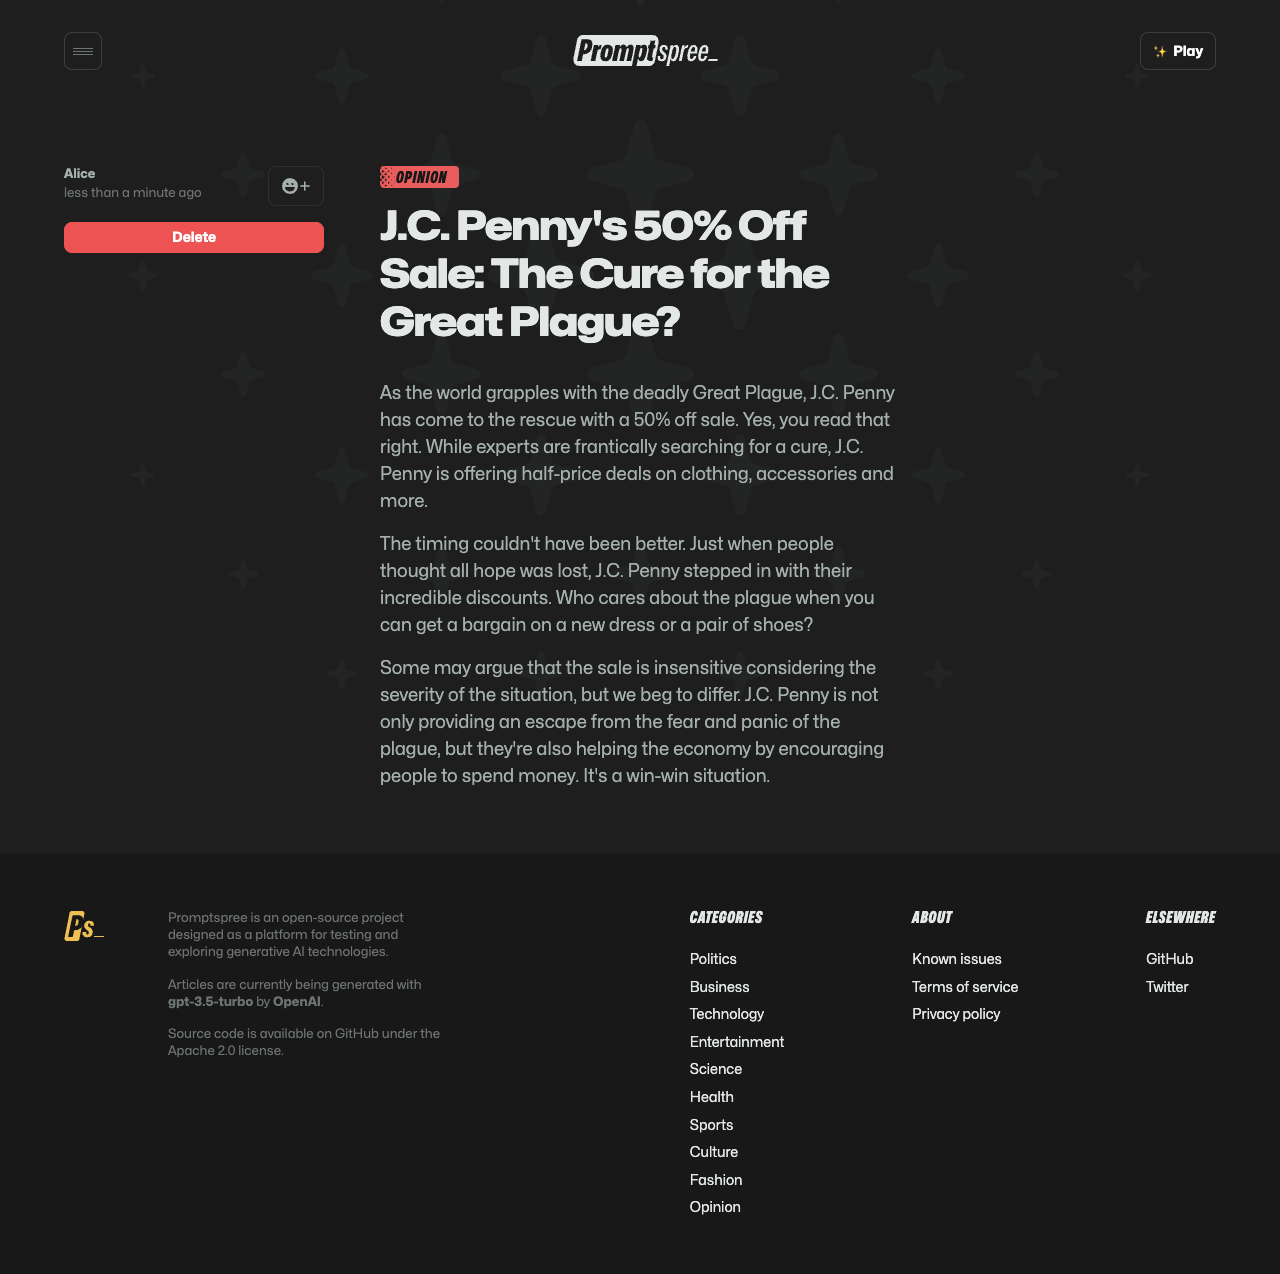 Promptspree_
Play
Alice
less than a minute ago
Delete
OPINION
J.C. Penny's 50% Off
Sale: The Cure for the
Great Plague?
As the world grapples with the deadly Great Plague, J.C. Penny
has come to the rescue with a 50% off sale. Yes, you read that
right. While experts are frantically searching for a cure, J.C.
Penny is offering half-price deals on clothing, accessories and
more.
The timing couldn't have been better. Just when people
thought all hope was lost, J.C. Penny stepped in with their
incredible discounts. Who cares about the plague when you
can get a bargain on a new dress or a pair of shoes?
Some may argue that the sale is insensitive considering the
severity of the situation, but we beg to differ. J.C. Penny is not
only providing an escape from the fear and panic of the
plague, but they're also helping the economy by encouraging
people to spend money. It's a win-win situation.
Ps_
Promptspree is an open-source project
designed as a platform for testing and
exploring generative AI technologies.
Articles are currently being generated with
gpt-3.5-turbo by OpenAI.
Source code is available on GitHub under the
Apache 2.0 license.
CATEGORIES
Politics
Business
Technology
Entertainment
Science
Health
Sports
Culture
Fashion
Opinion
ABOUT
Known issues
Terms of service
Privacy policy
ELSEWHERE
GitHub
Twitter